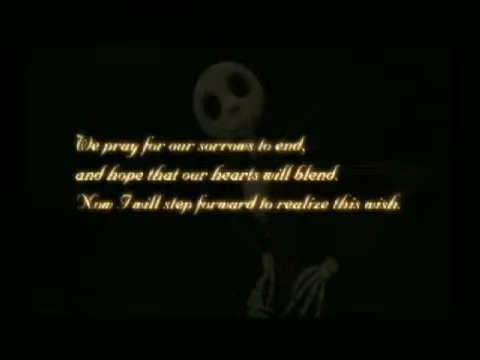 We pray for our sorrows to end,
and hope that our hearts will blend.
Now I will step forward to realize this wish.